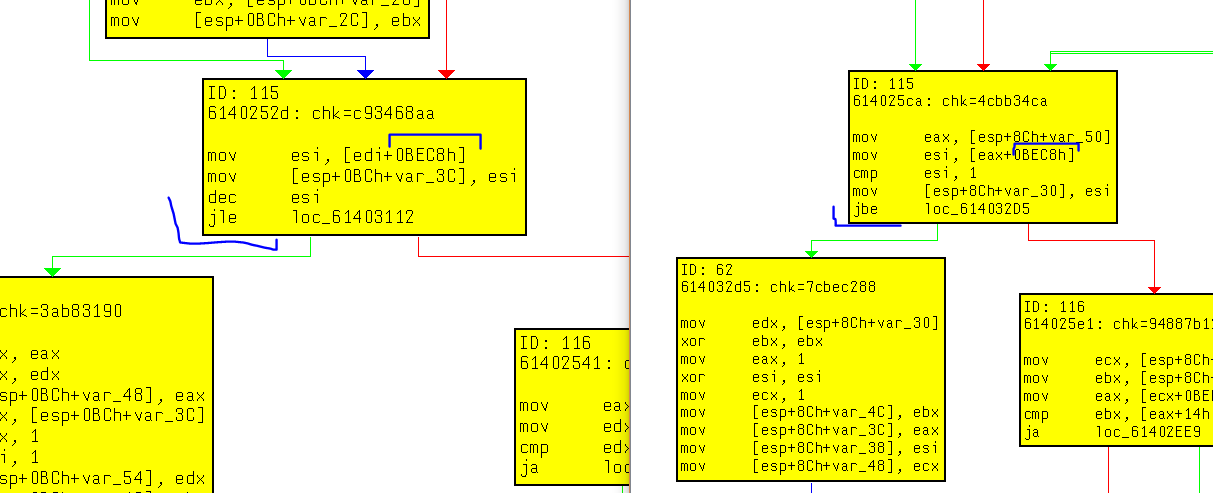 mov [esp+0BCh+var_2C], ebx
ID: 115
6140252d: chk=c93468aa
mov esi, [edi+0BEC8h]
mov [esp+0BCh+var_3C], esi
dec esi
jle loc_61403112
chk=3ab83190
x, eax
x, edx
sp+0BCh+var_48], eax
x, [esp+0BCh+var_3C]
x, 1
i, 1
sp+0BCh+var_54], edx
ID: 116
61402541:
mov eax
mov edx
cmp edx
ja loc
ID: 115
614025ca: chk=4cbb34ca
mov eax, [esp+8Ch+var_50]
mov esi, [eax+0BEC8h]
cmp esi, 1
mov [esp+8Ch+var_30], esi
jbe loc_614032D5
ID: 62
614032d5: chk=7cbec288
mov edx, [esp+8Ch+var_30]
xor ebx, ebx
mov eax, 1
xor esi, esi
mov ecx, 1
mov [esp+8Ch+var_4C], ebx
mov [esp+8Ch+var_3C], eax
mov [esp+8Ch+var_38], esi
mov [esp+8Ch+var_48], ecx
ID: 116
614025e1: chk=94887b1
mov ecx, [esp+8Ch
mov ebx, [esp+8Ch
mov eax, [ecx+0BE
cmp ebx, [eax+14h
ja loc_61402EE9